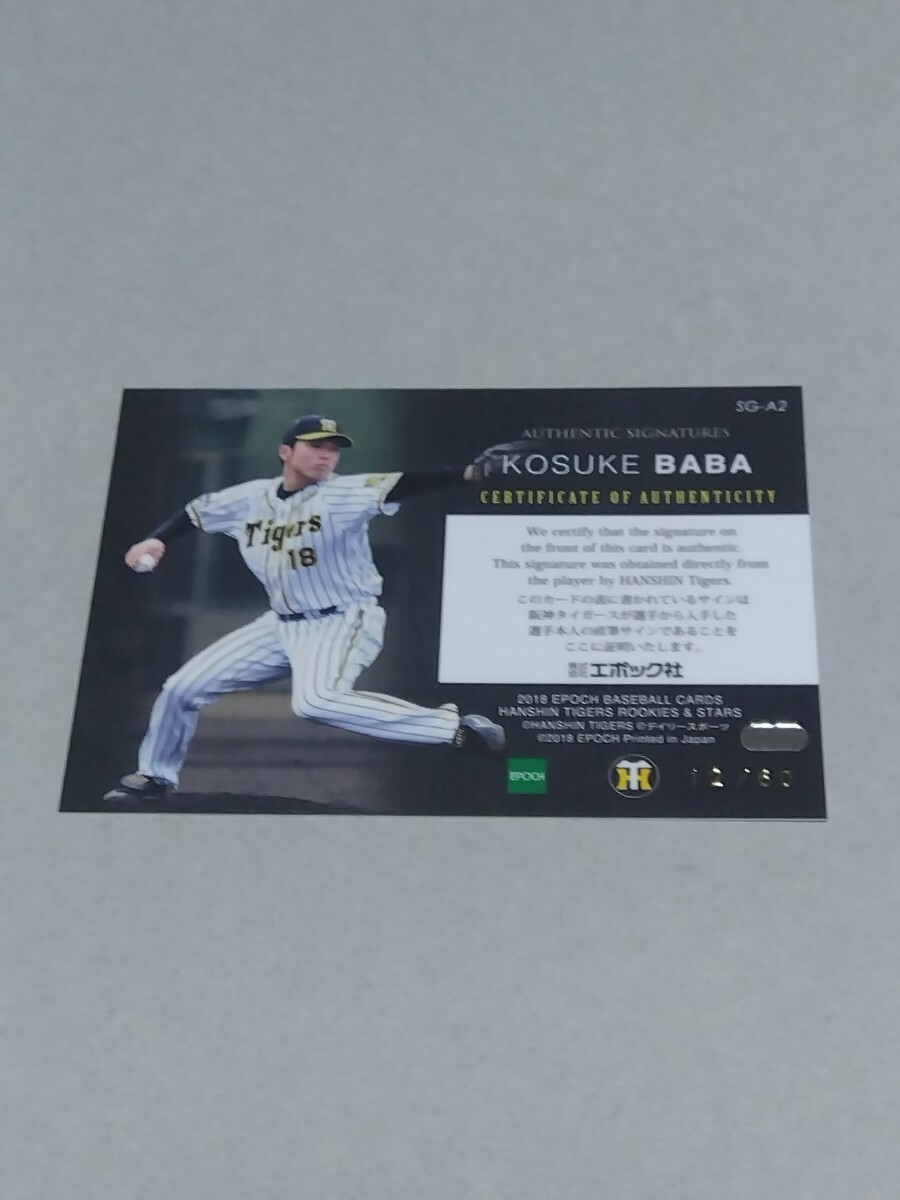 SG-A2
AUTHENTIC SIGNATURES
KOSUKE BABA
CERTIFICATE OF AUTHENTICITY
We certify that the signature on
the front of this card is authentic.
This signature was obtained directly from
the player by HANSHIN Tigers.
このカードの表に書かれているサインは
阪神タイガースが選手から入手した
選手本人の直筆サインであることを
ここに証明いたします。
株式会社 エポック社
2018 EPOCH BASEBALL CARDS
HANSHIN TIGERS ROOKIES & STARS
©HANSHIN TIGERS ©デイリースポーツ
©2018 EPOCH Printed in Japan
EPOCH
12/60
Tigers
18